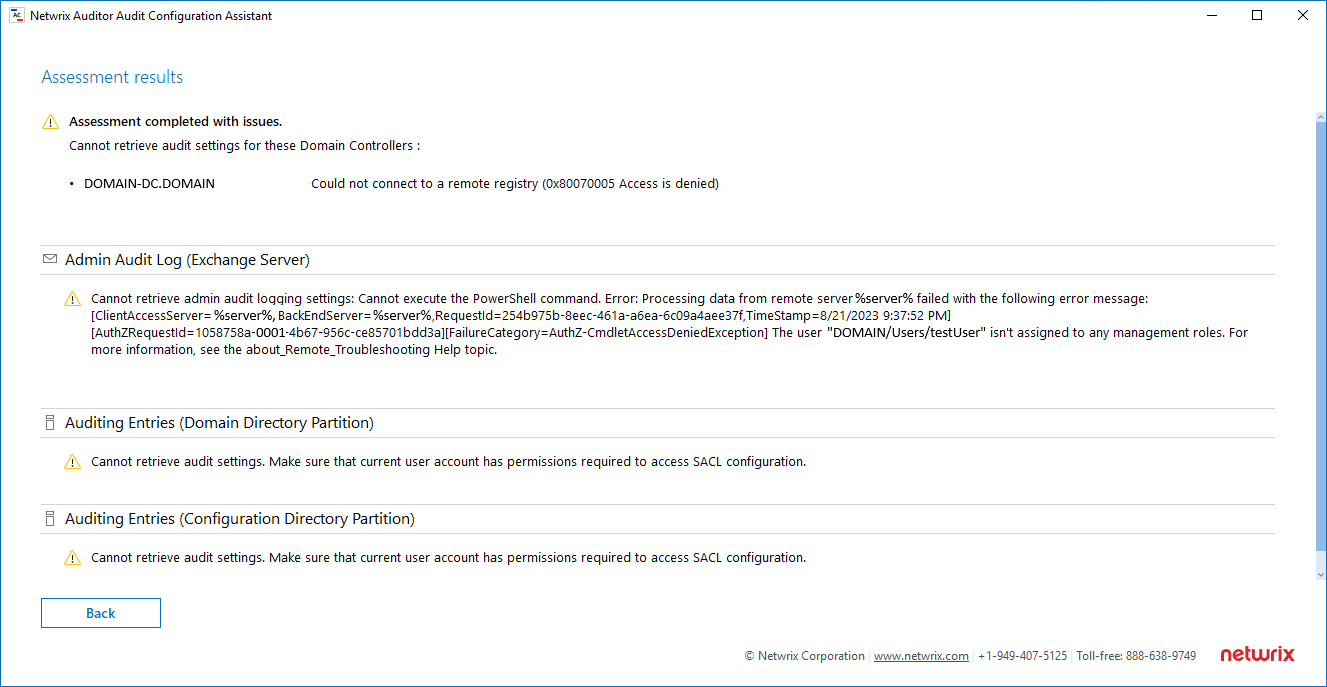 Netwrix Auditor Audit Configuration Assistant
Assessment results
Assessment completed with issues.
Cannot retrieve audit settings for these Domain Controllers :
• DOMAIN-DC.DOMAIN Could not connect to a remote registry (0x80070005 Access is denied)
Admin Audit Log (Exchange Server)
Cannot retrieve admin audit logging settings: Cannot execute the PowerShell command. Error: Processing data from remote server %server% failed with the following error message:
[ClientAccessServer= %server%, BackEndServer= %server%,RequestId=254b975b-8eec-461a-a6ea-6c09a4aee37f,TimeStamp=8/21/2023 9:37:52 PM]
[AuthZRequestId=1058758a-0001-4b67-956c-ce85701bdd3a][FailureCategory=AuthZ-CmdletAccessDeniedException] The user "DOMAIN/Users/testUser" isn't assigned to any management roles. For
more information, see the about_Remote_Troubleshooting Help topic.
Auditing Entries (Domain Directory Partition)
Cannot retrieve audit settings. Make sure that current user account has permissions required to access SACL configuration.
Auditing Entries (Configuration Directory Partition)
Cannot retrieve audit settings. Make sure that current user account has permissions required to access SACL configuration.
Back
© Netwrix Corporation | www.netwrix.com | +1-949-407-5125 | Toll-free: 888-638-9749 netwrix